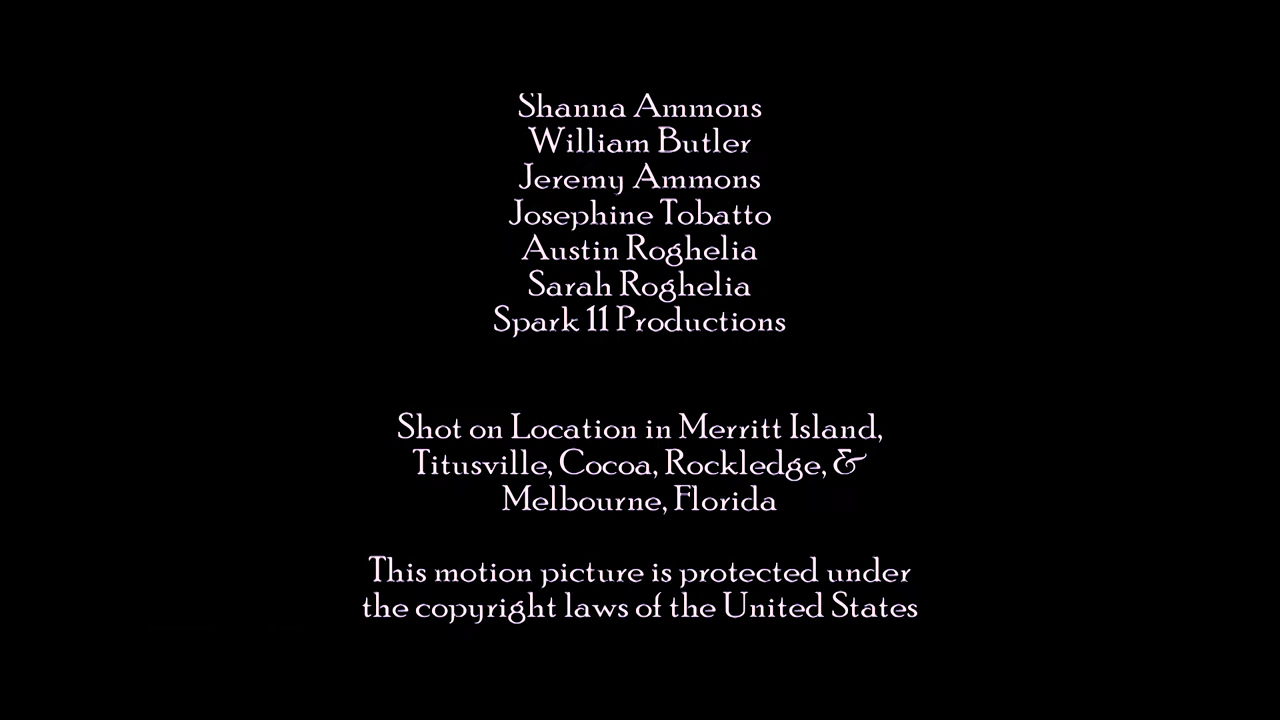 Shanna Ammons
William Butler
Jeremy Ammons
Josephine Tobatto
Austin Roghelia
Sarah Roghelia
Spark 11 Productions
Shot on Location in Merritt Island,
Titusville, Cocoa, Rockledge, &
Melbourne, Florida
This motion picture is protected under
the copyright laws of the United States